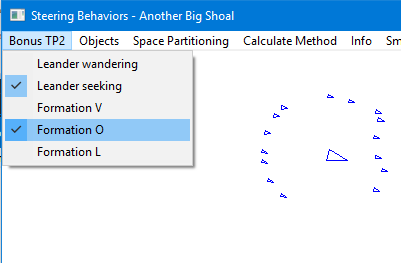 Steering Behaviors - Another Big Shoal
Bonus TP2 Objects Space Partitioning Calculate Method Info Sm
Leander wandering
Leander seeking
Formation V
Formation O
Formation L